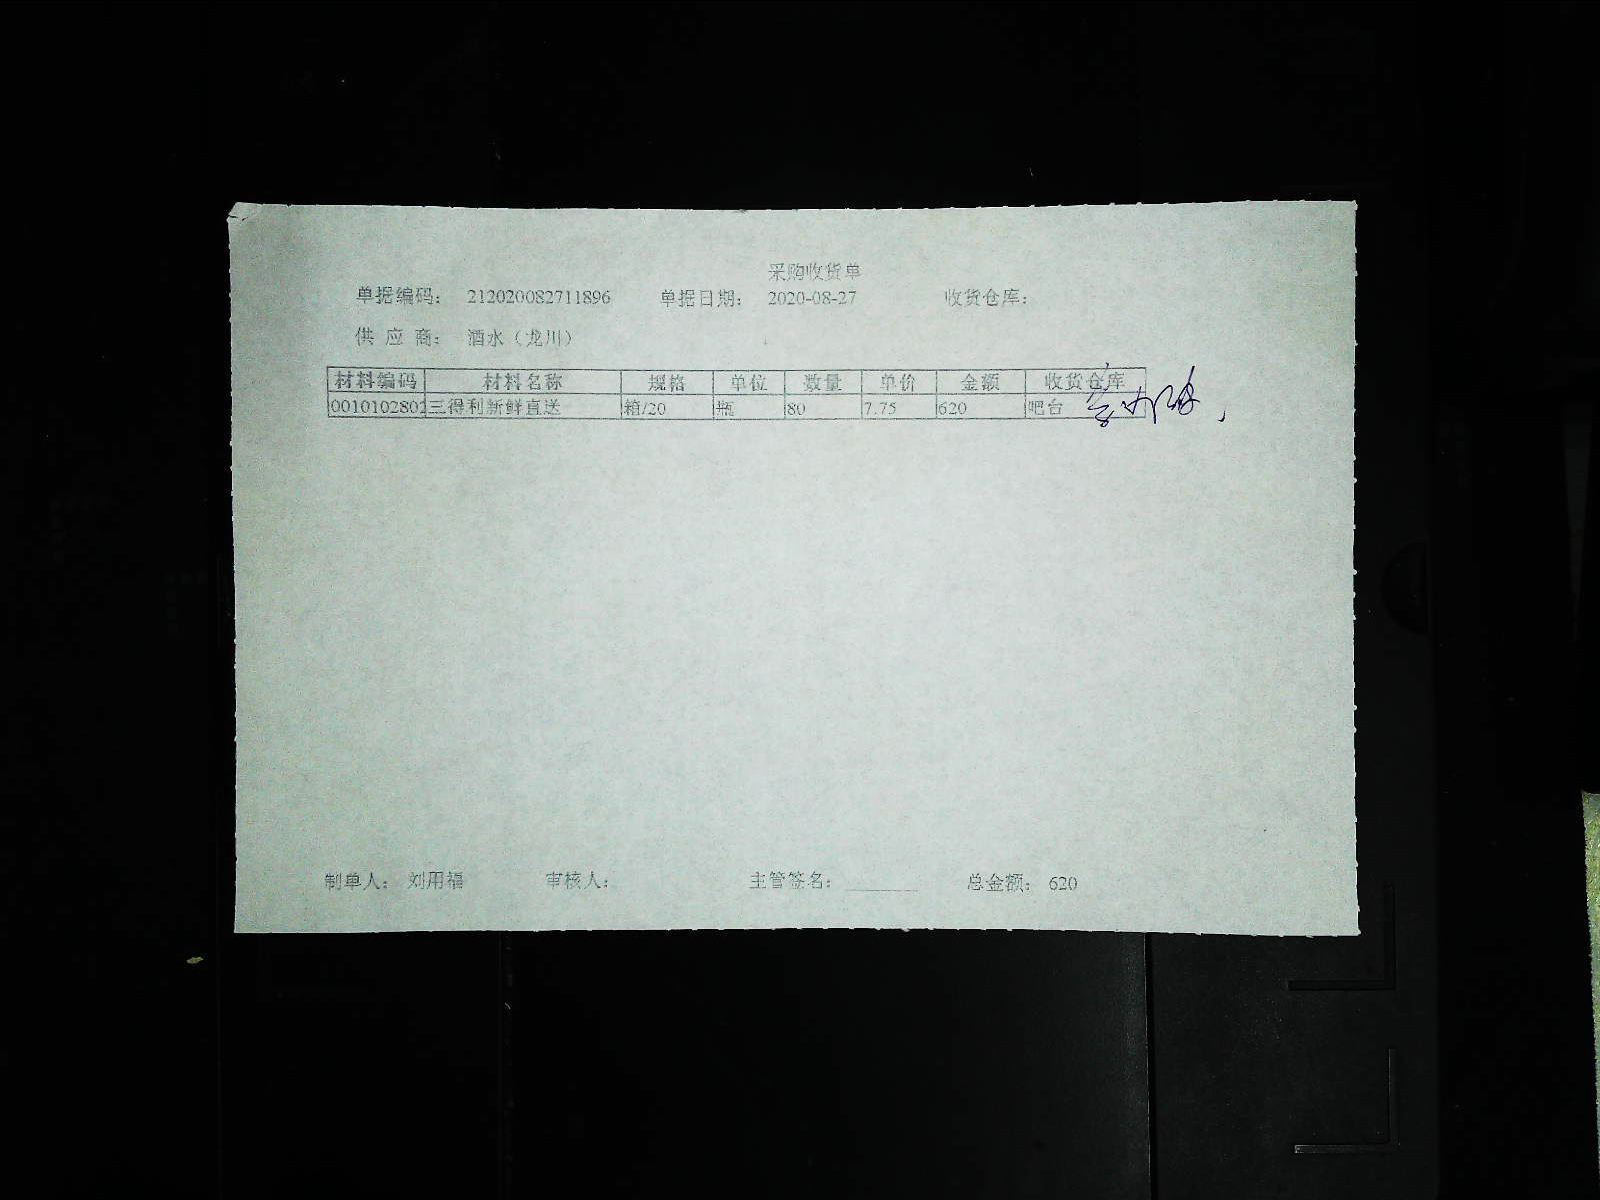 采购收货单
单据编码： 212020082711896 单据日期： 2020-08-27 收货仓库：
供 应 商： 酒水（龙川）
材料编码 材料名称 规格 单位 数量 单价 金额 收货仓库
0010102802 三得利新鲜直送 箱/20 瓶 80 7.75 620 吧台
制单人： 刘用福 审核人： 主管签名： 总金额： 620